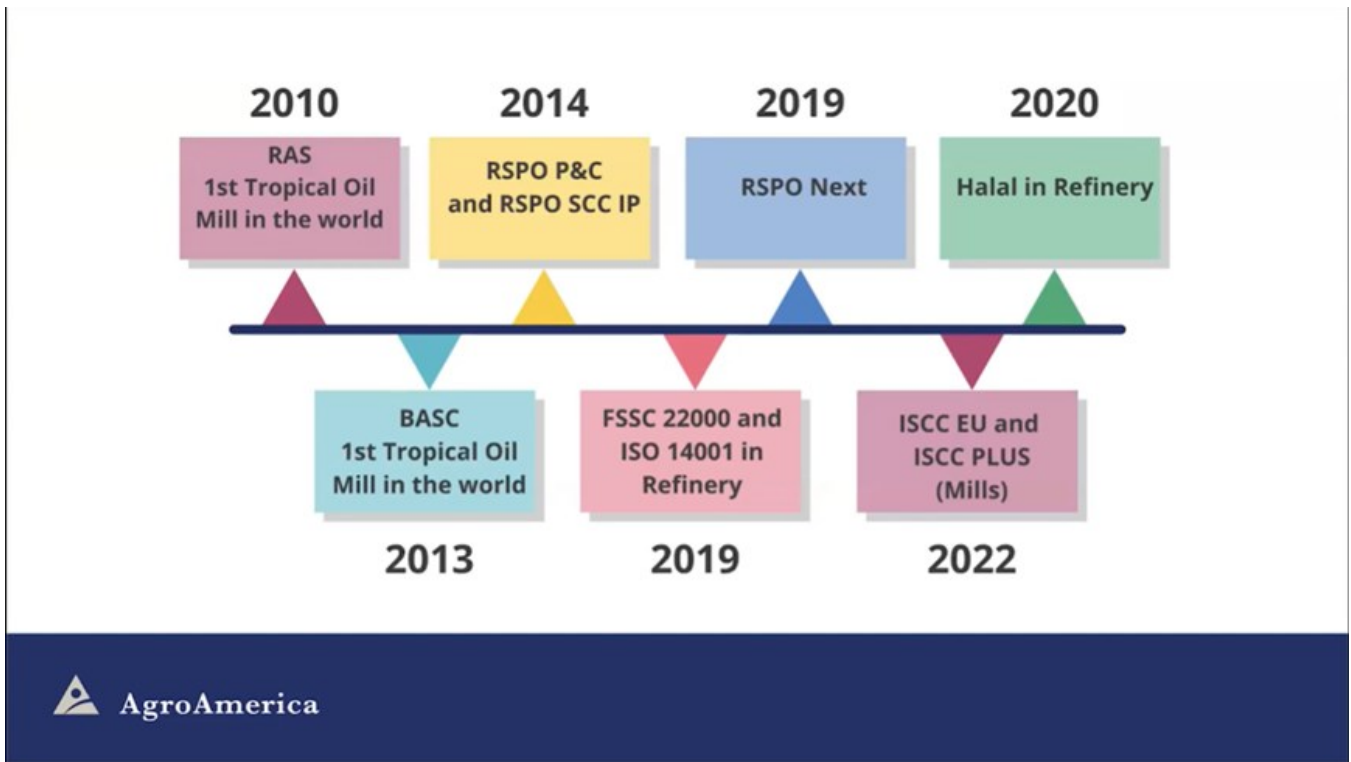 2010
RAS
1st Tropical Oil
Mill in the world
2014
RSPO P&C
and RSPO SCC IP
2019
RSPO Next
2020
Halal in Refinery
BASC
1st Tropical Oil
Mill in the world
2013
FSSC 22000 and
ISO 14001 in
Refinery
2019
ISCC EU and
ISCC PLUS
(Mills)
2022
AgroAmerica